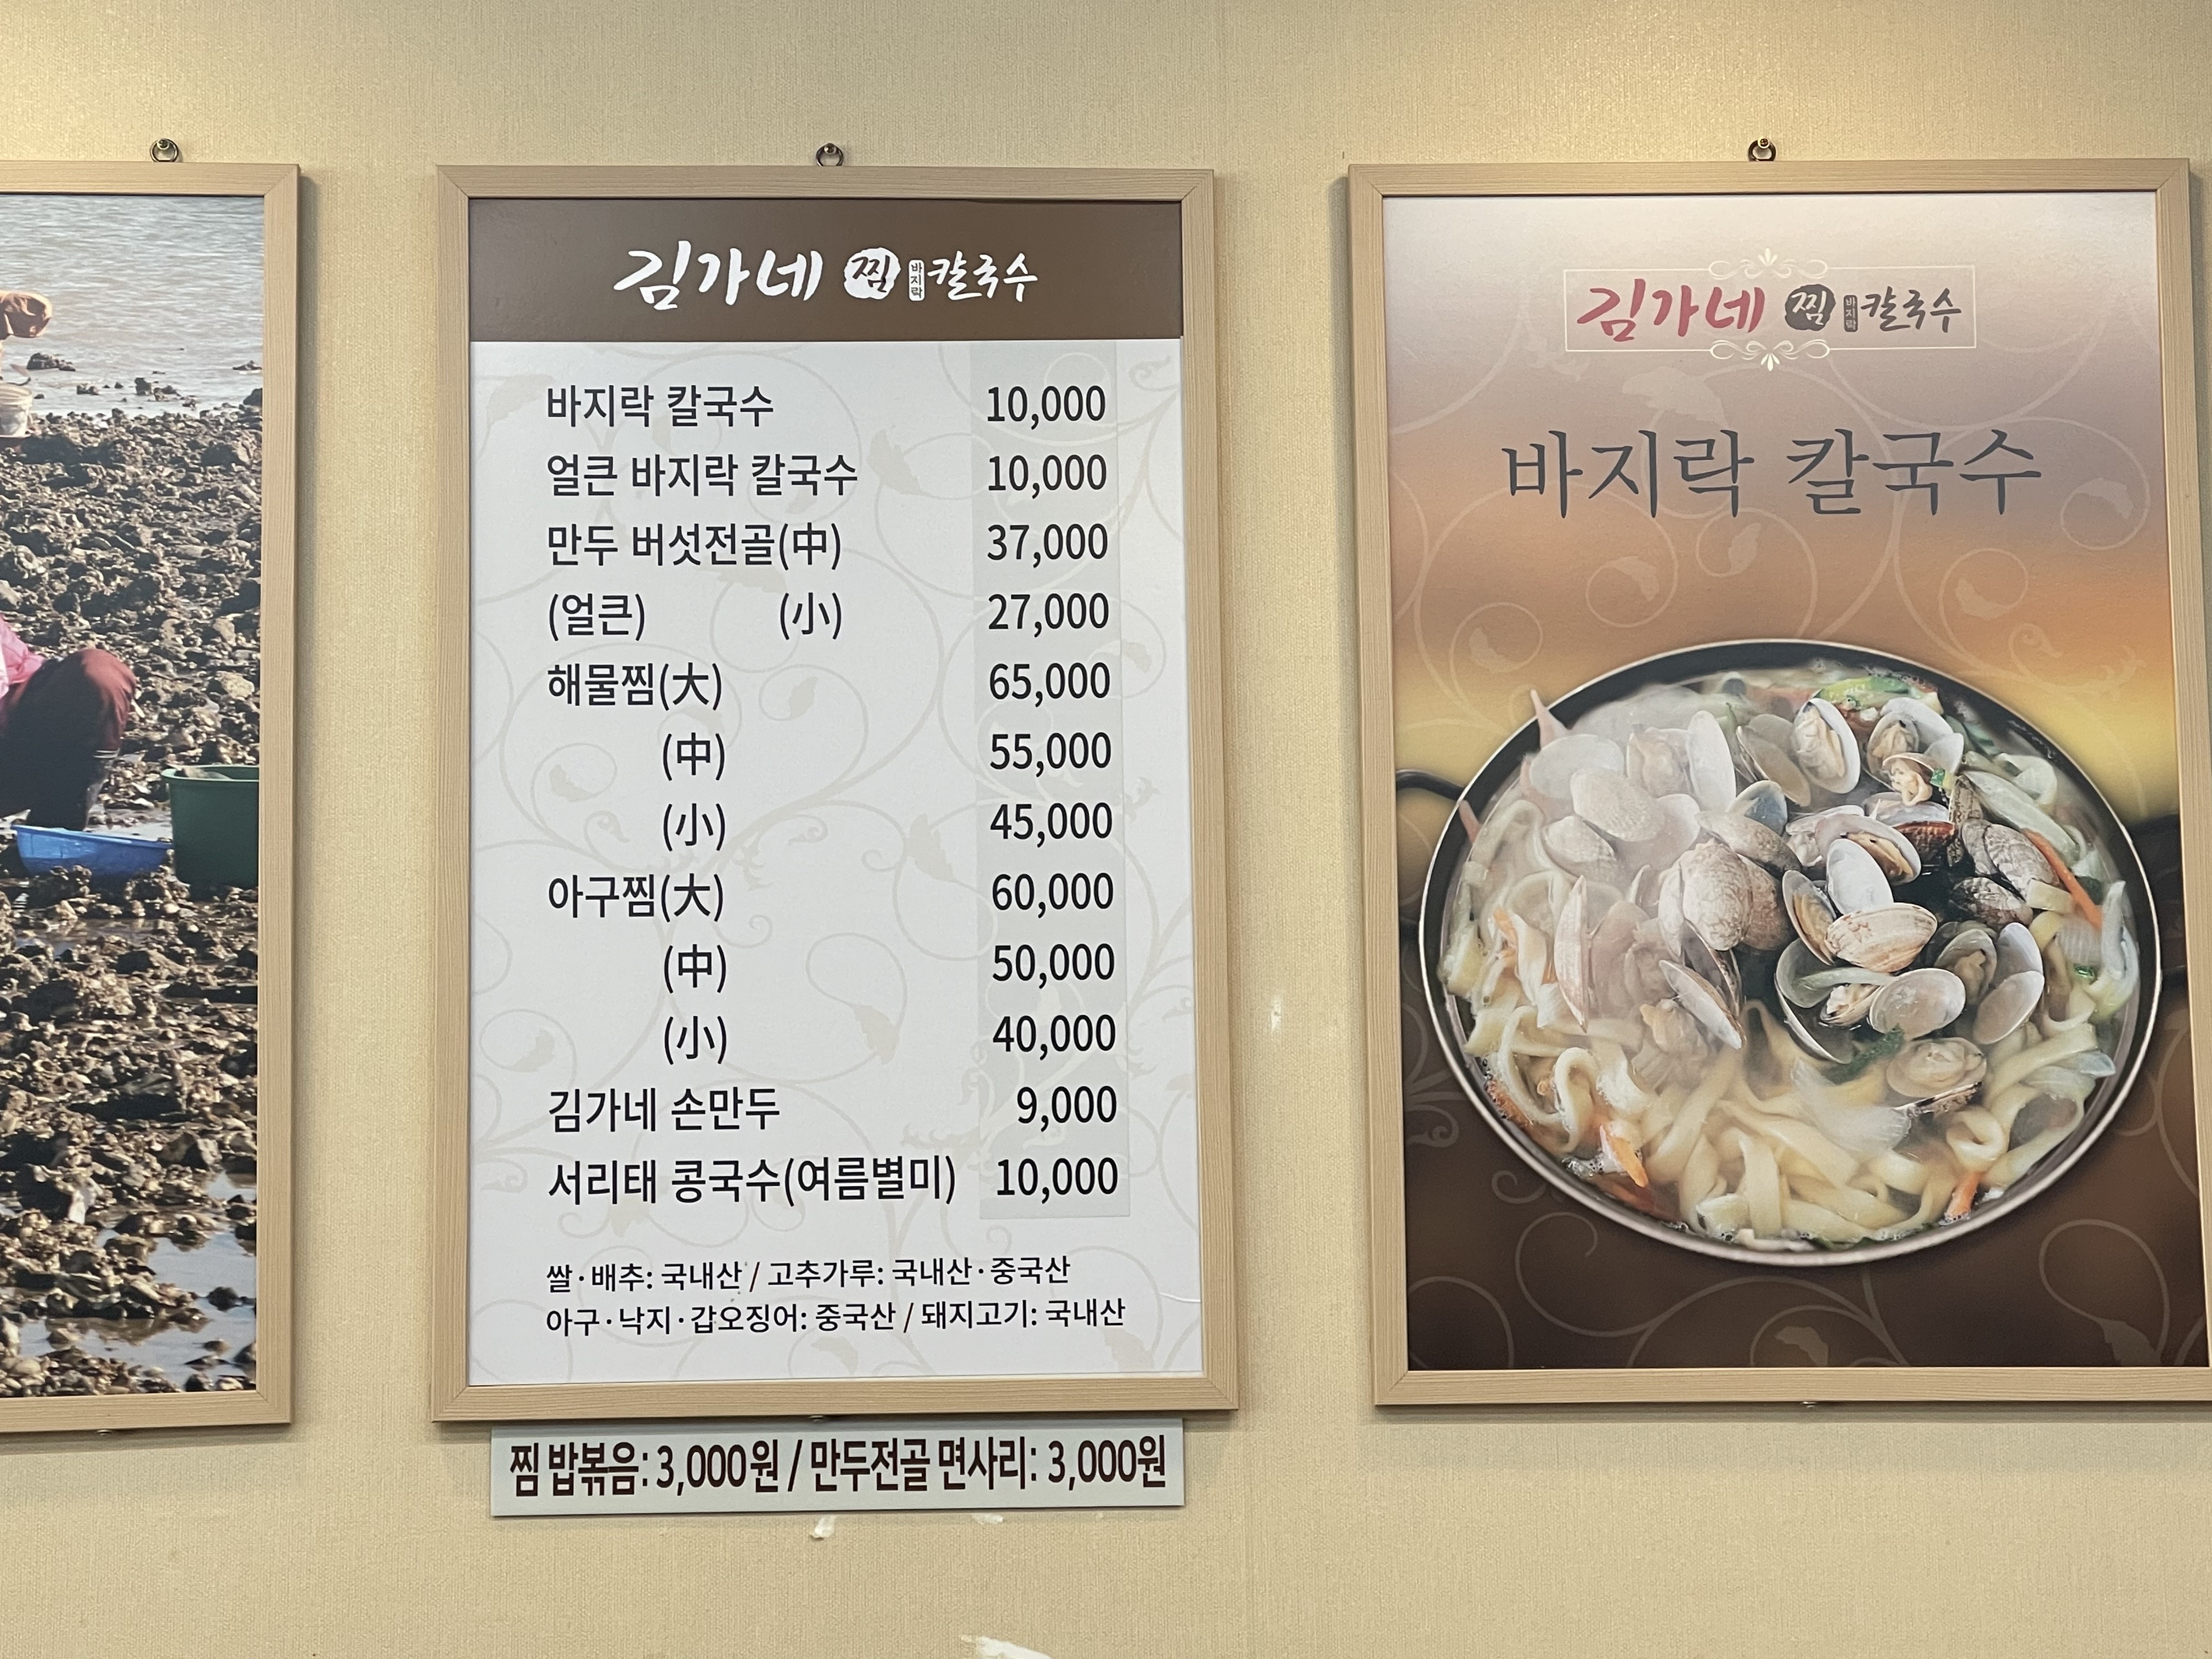 김가네 찜 바지락 칼국수
바지락 칼국수 10,000
얼큰 바지락 칼국수 10,000
만두 버섯전골(中) 37,000
(얼큰) (小) 27,000
해물찜(大) 65,000
(中) 55,000
(小) 45,000
아구찜(大) 60,000
(中) 50,000
(小) 40,000
김가네 손만두 9,000
서리태 콩국수(여름별미) 10,000
쌀·배추: 국내산 / 고추가루: 국내산·중국산
아구·낙지·갑오징어: 중국산 / 돼지고기: 국내산
찜 밥볶음: 3,000원 / 만두전골 면사리: 3,000원
김가네 찜 바지락 칼국수
바지락 칼국수